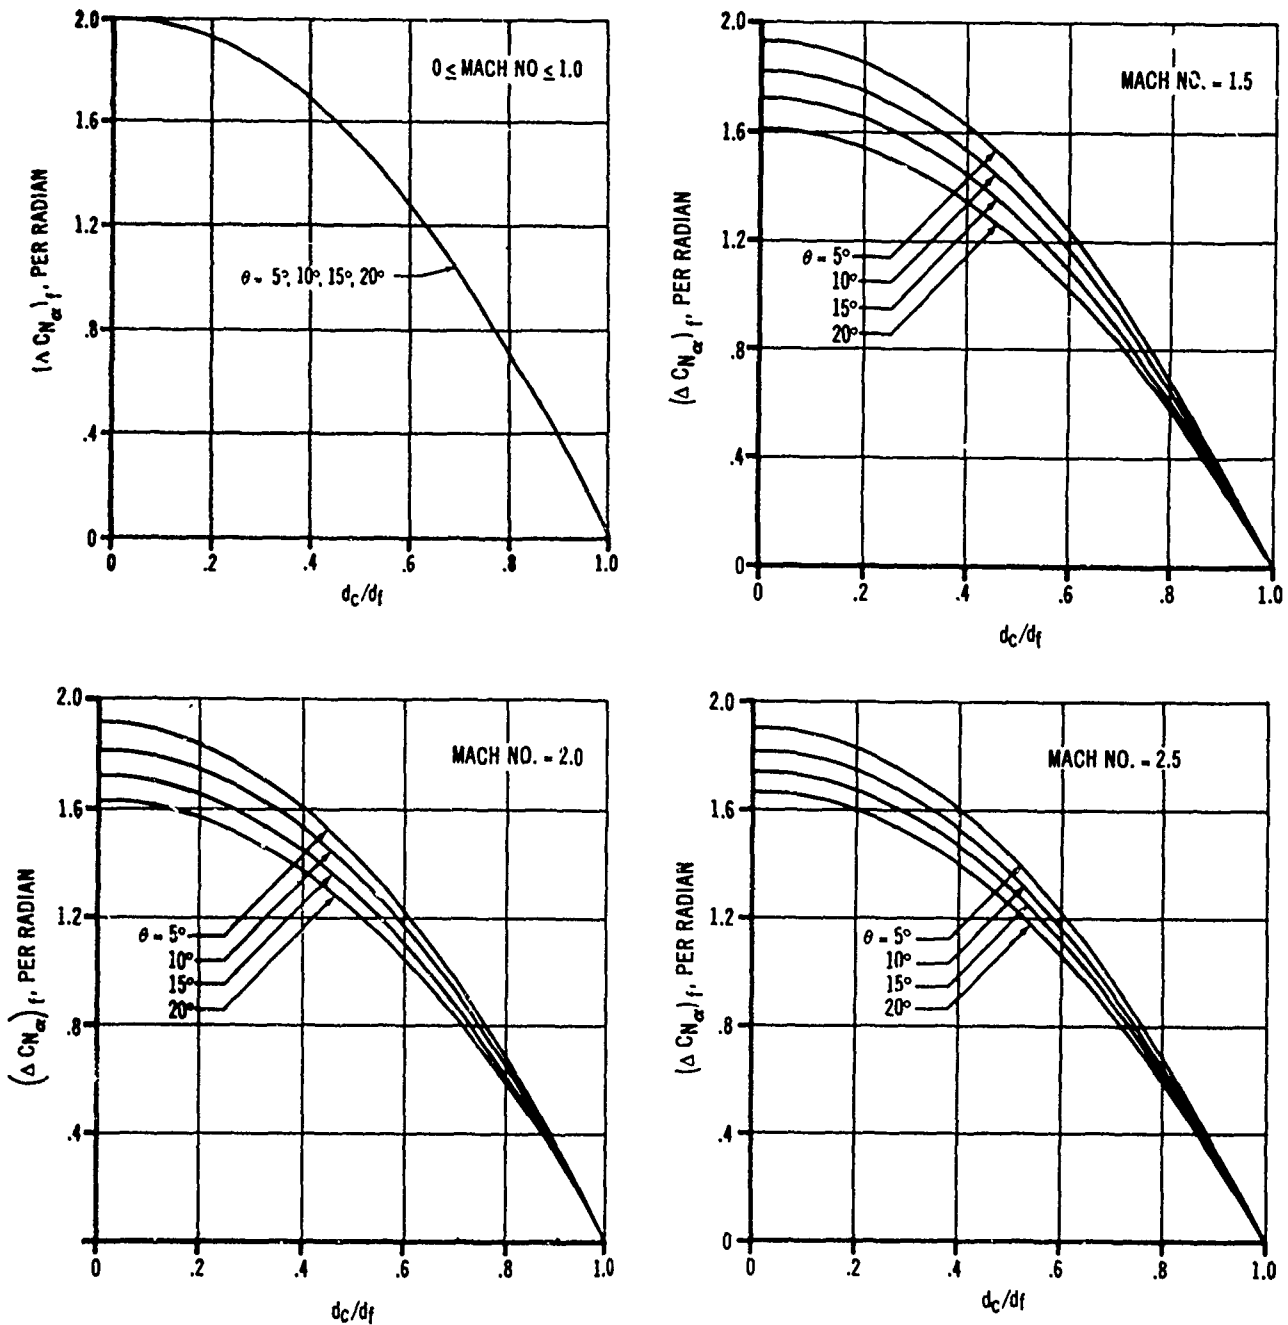 2.0
1.6
1.2
.8
.4
0
0 .2 .4 .6 .8 1.0
(Δ CNα)f, PER RADIAN
dc/df
0 ≤ MACH NO ≤ 1.0
θ = 5°, 10°, 15°, 20°
2.0
1.6
1.2
.8
.4
0
0 .2 .4 .6 .8 1.0
(Δ CNα)f, PER RADIAN
dc/df
MACH NO. = 1.5
θ = 5°
10°
15°
20°
2.0
1.6
1.2
.8
.4
0 .2 .4 .6 .8 1.0
(Δ CNα)f, PER RADIAN
dc/df
MACH NO. = 2.0
θ = 5°
10°
15°
20°
2.0
1.6
1.2
.8
.4
0
0 .2 .4 .6 .8 1.0
(Δ CNα)f, PER RADIAN
dc/df
MACH NO. = 2.5
θ = 5°
10°
15°
20°